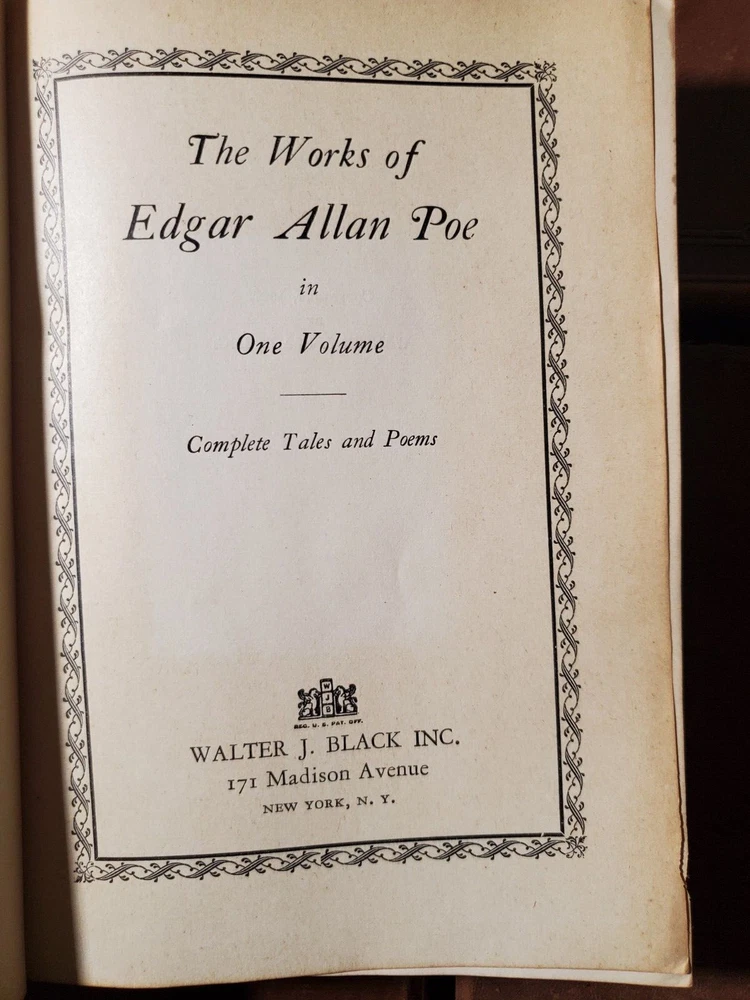 The Works of
Edgar Allan Poe
in
One Volume
Complete Tales and Poems
W
J
B
REG. U. S. PAT. OFF.
WALTER J. BLACK INC.
171 Madison Avenue
NEW YORK, N. Y.